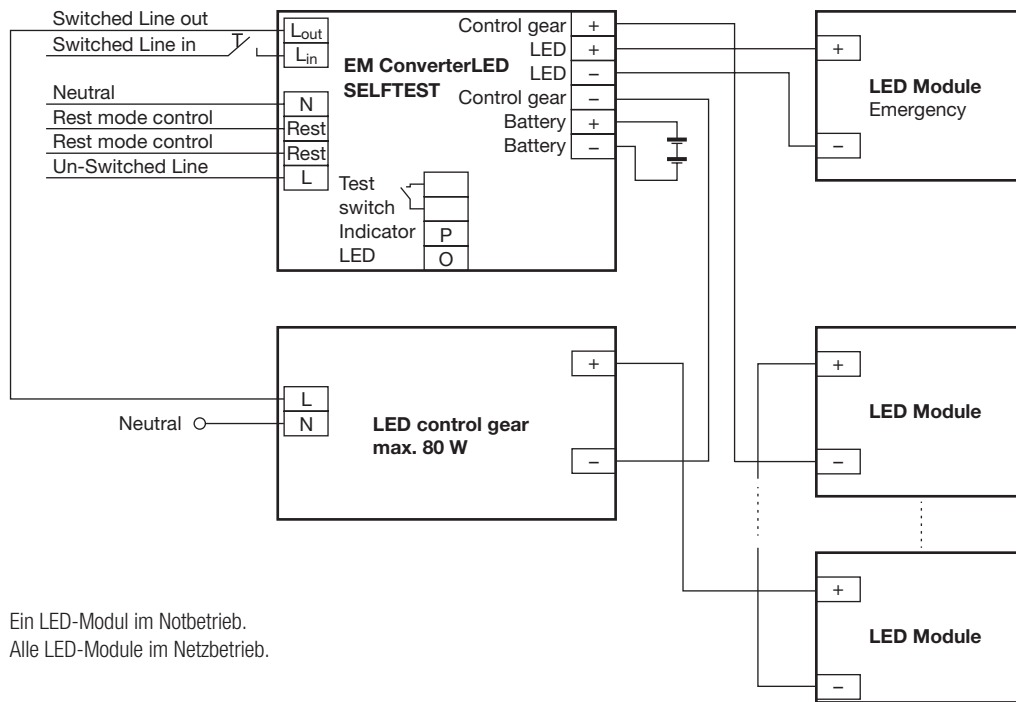 Switched Line out
Switched Line in
Neutral
Rest mode control
Rest mode control
Un-Switched Line
Lout
Lin
N
Rest
Rest
L
EM ConverterLED
SELFTEST
Test
switch
Indicator P
LED O
Control gear +
LED +
LED –
Control gear –
Battery +
Battery –
+
LED Module
Emergency
–
L
Neutral N
LED control gear
max. 80 W
+
–
+
LED Module
–
+
LED Module
–
Ein LED-Modul im Notbetrieb.
Alle LED-Module im Netzbetrieb.